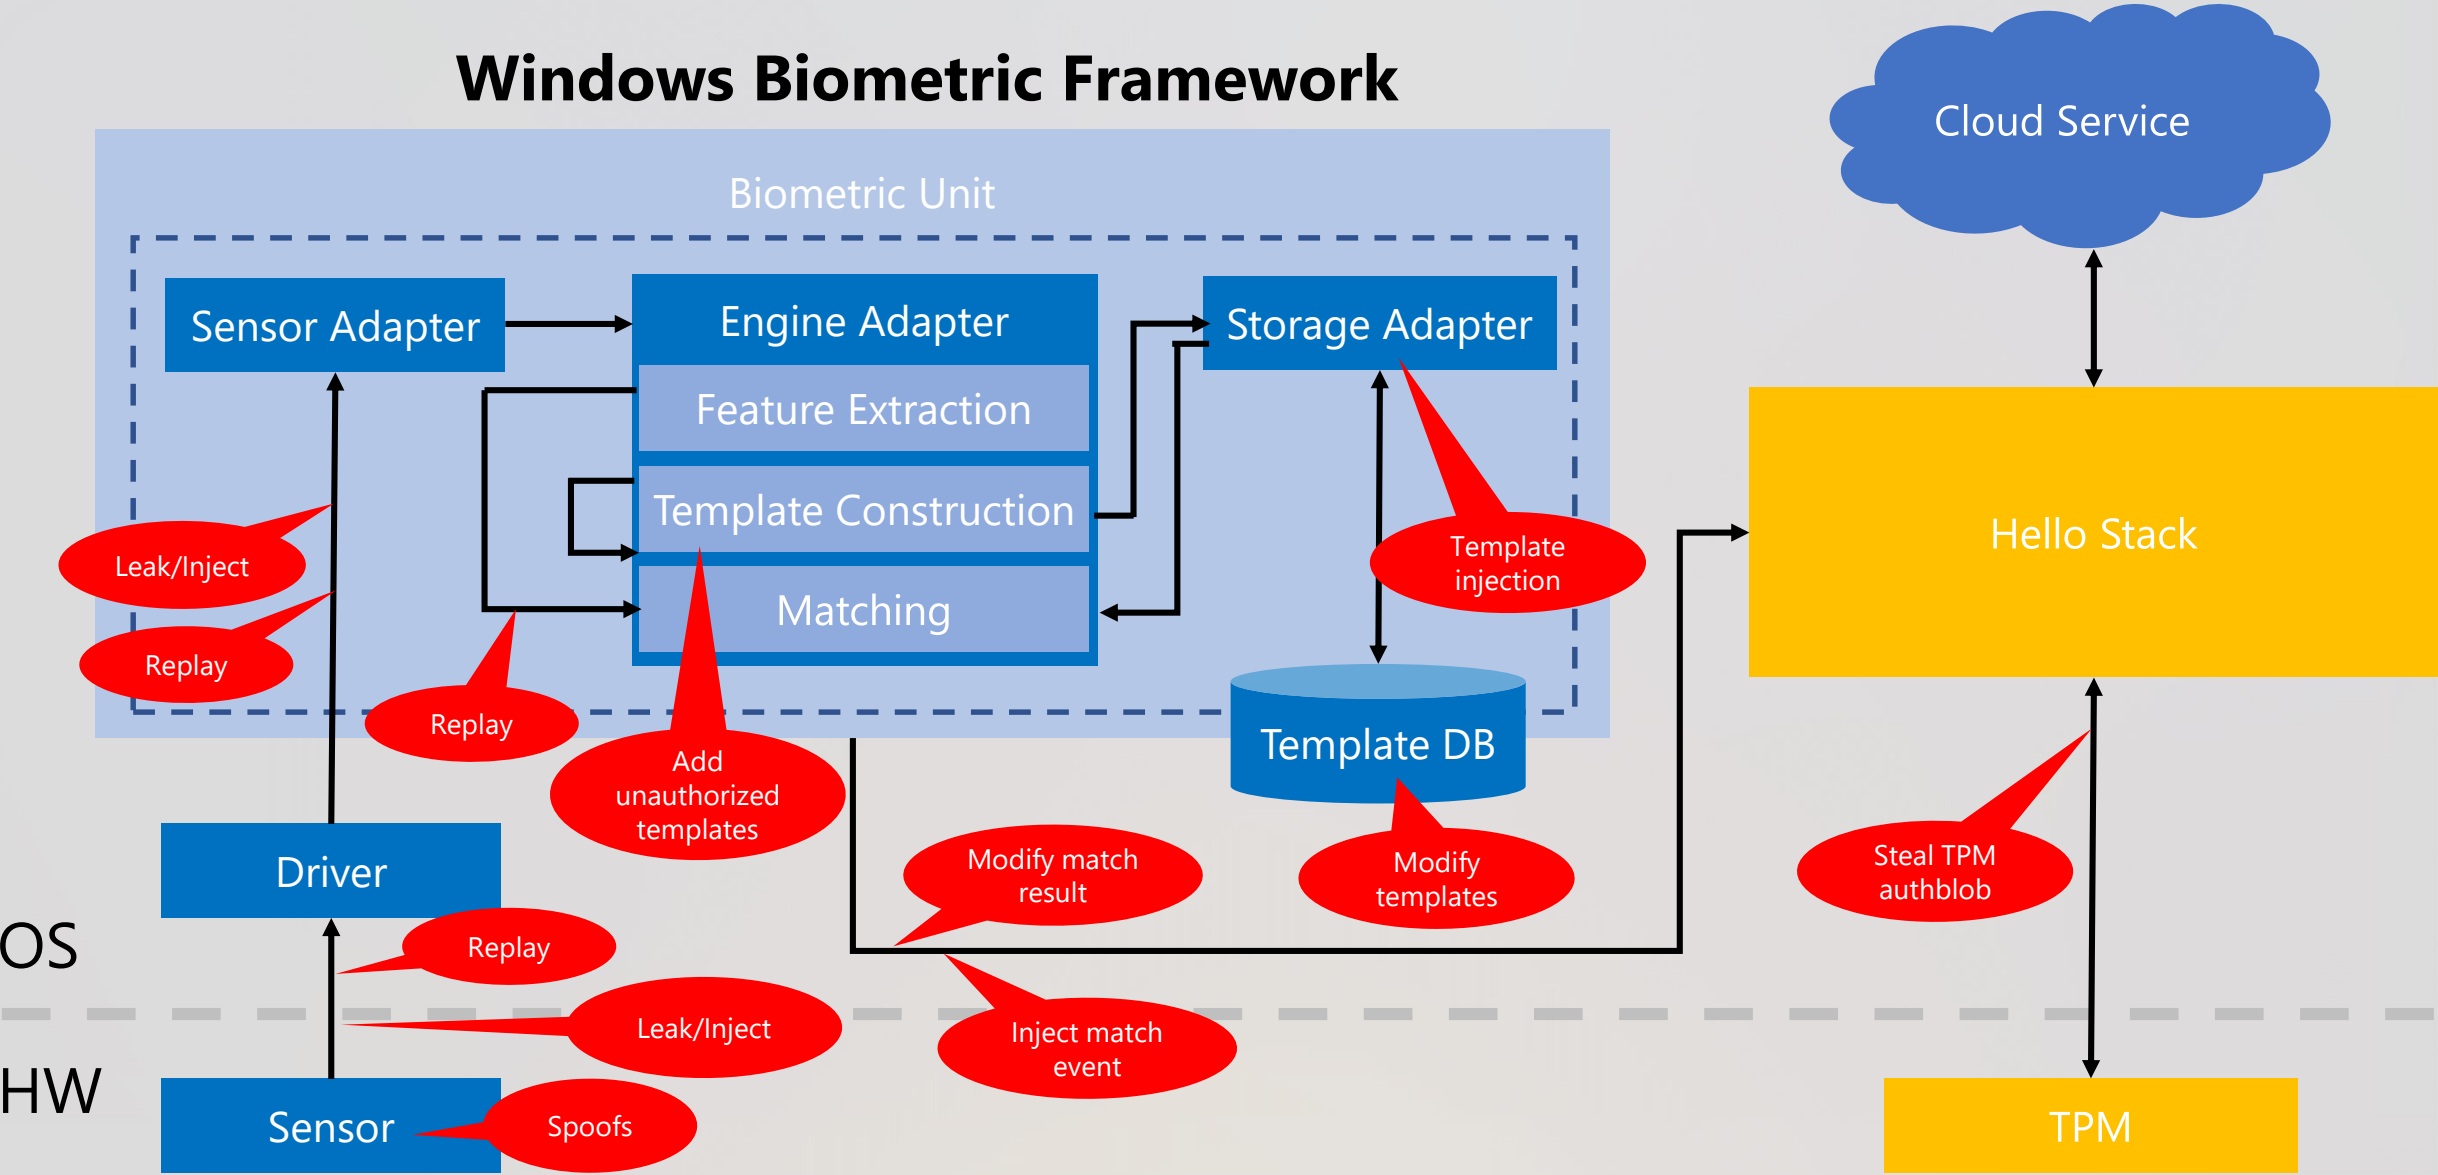 Windows Biometric Framework
Cloud Service
Biometric Unit
Sensor Adapter
Engine Adapter
Storage Adapter
Feature Extraction
Template Construction
Matching
Hello Stack
Leak/Inject
Template
injection
Replay
Replay
Template DB
Add
unauthorized
templates
Driver
Modify match
result
Modify
templates
Steal TPM
authblob
OS
Replay
Leak/Inject
Inject match
event
HW
Sensor
Spoofs
TPM